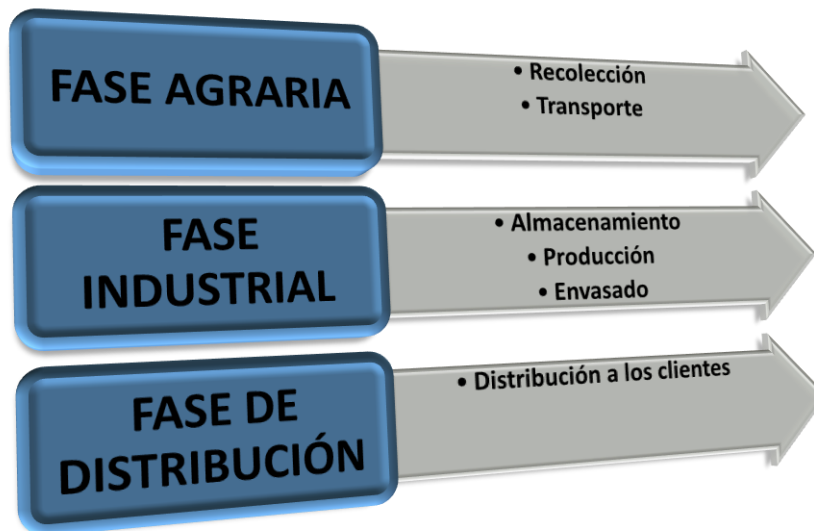 FASE AGRARIA
• Recolección
• Transporte
FASE
INDUSTRIAL
• Almacenamiento
• Producción
• Envasado
FASE DE
DISTRIBUCIÓN
• Distribución a los clientes